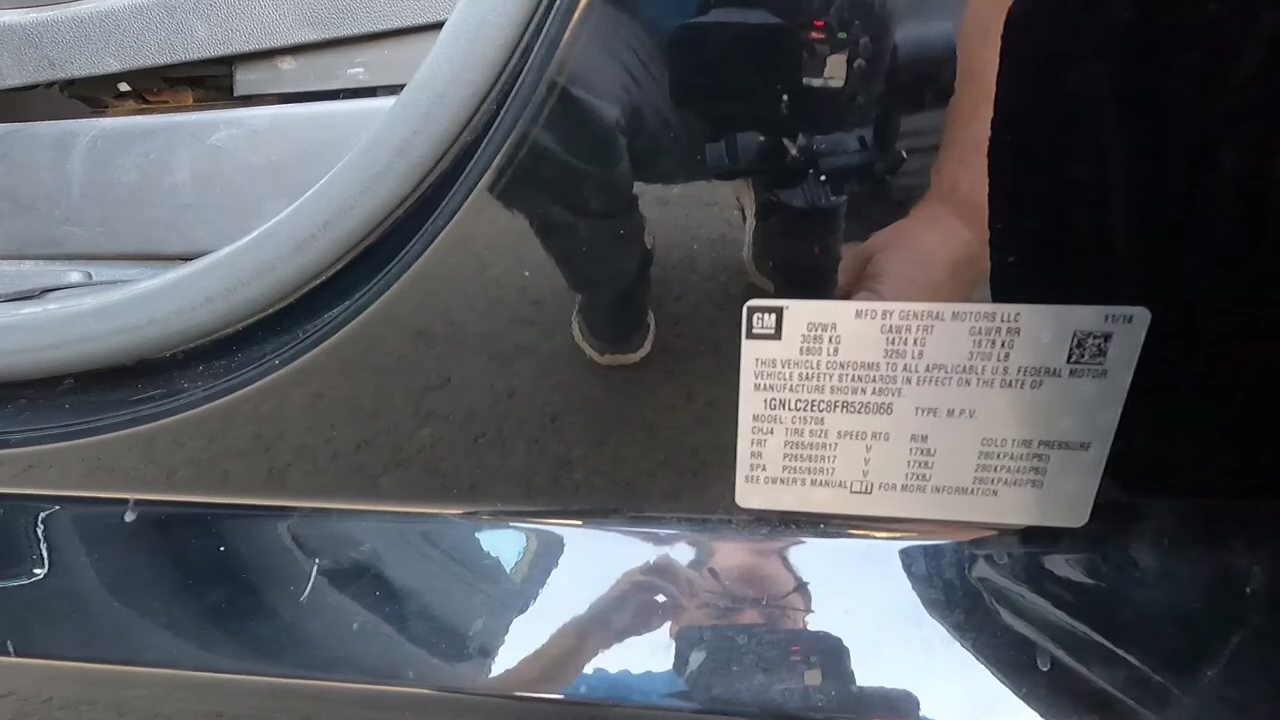 GM MFD BY GENERAL MOTORS LLC 11/14
GVWR GAWR FRT GAWR RR
3085 KG 1474 KG 1678 KG
6800 LB 3250 LB 3700 LB
THIS VEHICLE CONFORMS TO ALL APPLICABLE U.S. FEDERAL MOTOR
VEHICLE SAFETY STANDARDS IN EFFECT ON THE DATE OF
MANUFACTURE SHOWN ABOVE.
1GNLC2EC8FR526066 TYPE: M.P.V.
MODEL: C15706
CHJ4 TIRE SIZE SPEED RTG RIM COLD TIRE PRESSURE
FRT P265/60R17 V 17X8J 280KPA(40PSI)
RR P265/60R17 V 17X8J 280KPA(40PSI)
SPA P265/60R17 V 17X8J 280KPA(40PSI)
SEE OWNER'S MANUAL FOR MORE INFORMATION.